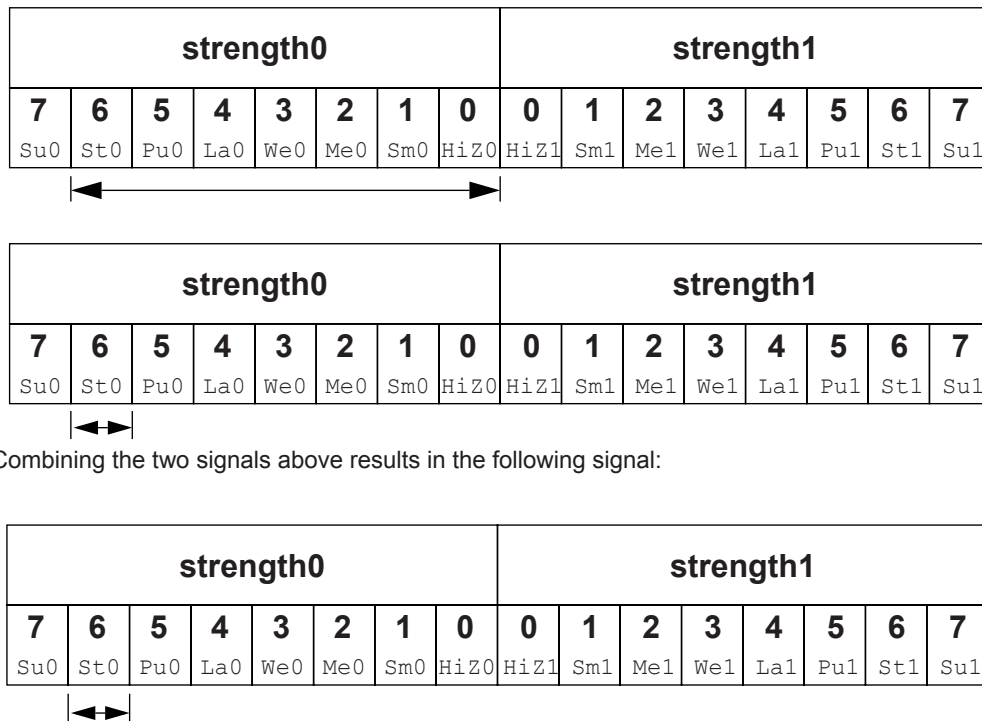 strength0 strength1
7 6 5 4 3 2 1 0 0 1 2 3 4 5 6 7
Su0 St0 Pu0 La0 We0 Me0 Sm0 HiZ0 HiZ1 Sm1 Me1 We1 La1 Pu1 St1 Su1
strength0 strength1
7 6 5 4 3 2 1 0 0 1 2 3 4 5 6 7
Su0 St0 Pu0 La0 We0 Me0 Sm0 HiZ0 HiZ1 Sm1 Me1 We1 La1 Pu1 St1 Su1
Combining the two signals above results in the following signal:
strength0 strength1
7 6 5 4 3 2 1 0 0 1 2 3 4 5 6 7
Su0 St0 Pu0 La0 We0 Me0 Sm0 HiZ0 HiZ1 Sm1 Me1 We1 La1 Pu1 St1 Su1